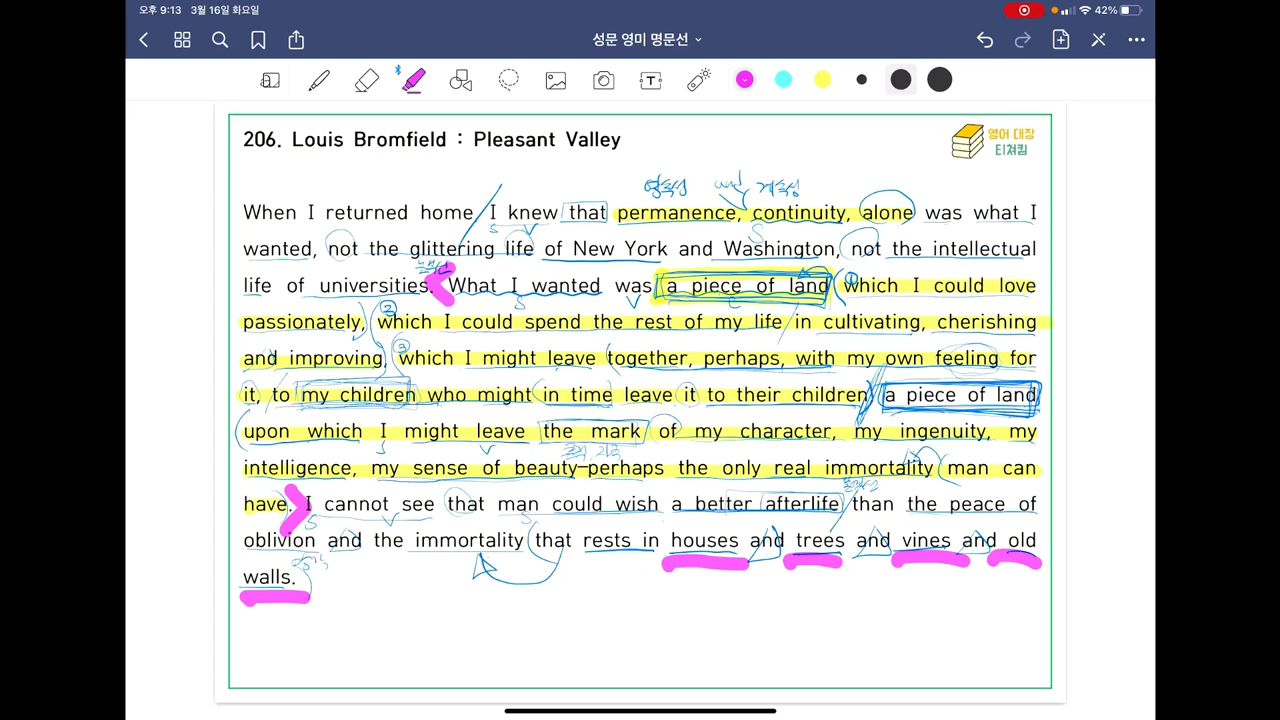 오후 9:13 3월 16일 화요일
42%
성문 영미 명문선
206. Louis Bromfield : Pleasant Valley
영어 대장
티쳐킴
영속성 계속성
When I returned home, I knew that permanence, continuity, alone was what I
wanted, not the glittering life of New York and Washington, not the intellectual
life of universities. What I wanted was a piece of land which I could love
passionately, which I could spend the rest of my life in cultivating, cherishing
and improving, which I might leave together, perhaps, with my own feeling for
it, to my children who might in time leave it to their children a piece of land
upon which I might leave the mark of my character, my ingenuity, my
intelligence, my sense of beauty—perhaps the only real immortality man can
have. I cannot see that man could wish a better afterlife than the peace of
oblivion and the immortality that rests in houses and trees and vines and old
walls.